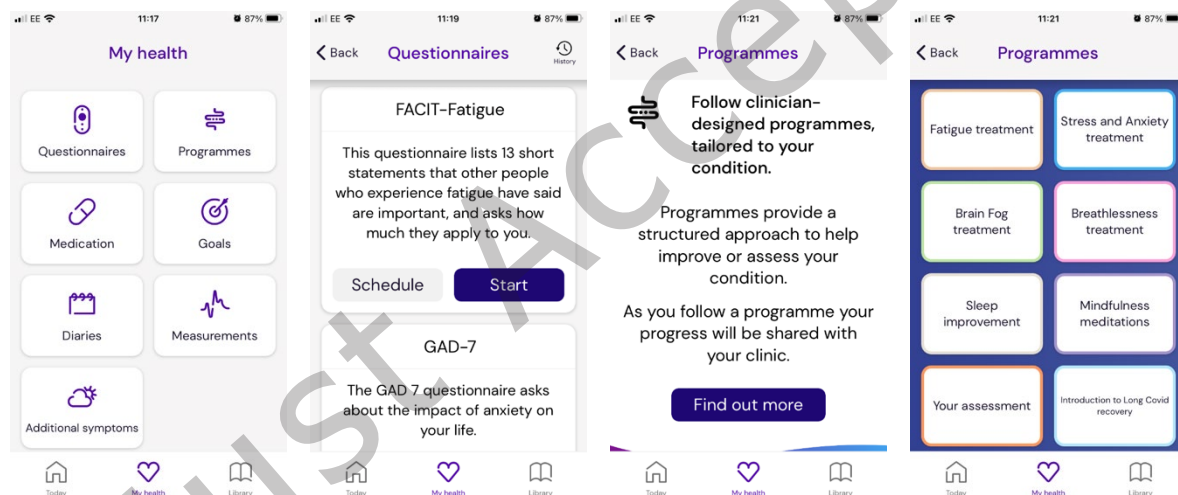 EE
11:17
87%
My health
Questionnaires
Programmes
Medication
Goals
Diaries
Measurements
Additional symptoms
Today
My health
Library
EE
11:19
87%
Back
Questionnaires
History
FACIT-Fatigue
This questionnaire lists 13 short
statements that other people
who experience fatigue have said
are important, and asks how
much they apply to you.
Schedule
Start
GAD-7
The GAD 7 questionnaire asks
about the impact of anxiety on
your life.
Today
My health
Library
EE
11:21
87%
Back
Programmes
Follow clinician-
designed programmes,
tailored to your
condition.
Programmes provide a
structured approach to help
improve or assess your
condition.
As you follow a programme your
progress will be shared with
your clinic.
Find out more
Today
My health
Library
EE
11:21
87%
Back
Programmes
Fatigue treatment
Stress and Anxiety
treatment
Brain Fog
treatment
Breathlessness
treatment
Sleep
improvement
Mindfulness
meditations
Your assessment
Introduction to Long Covid
recovery
Today
My health
Library
ust Accep